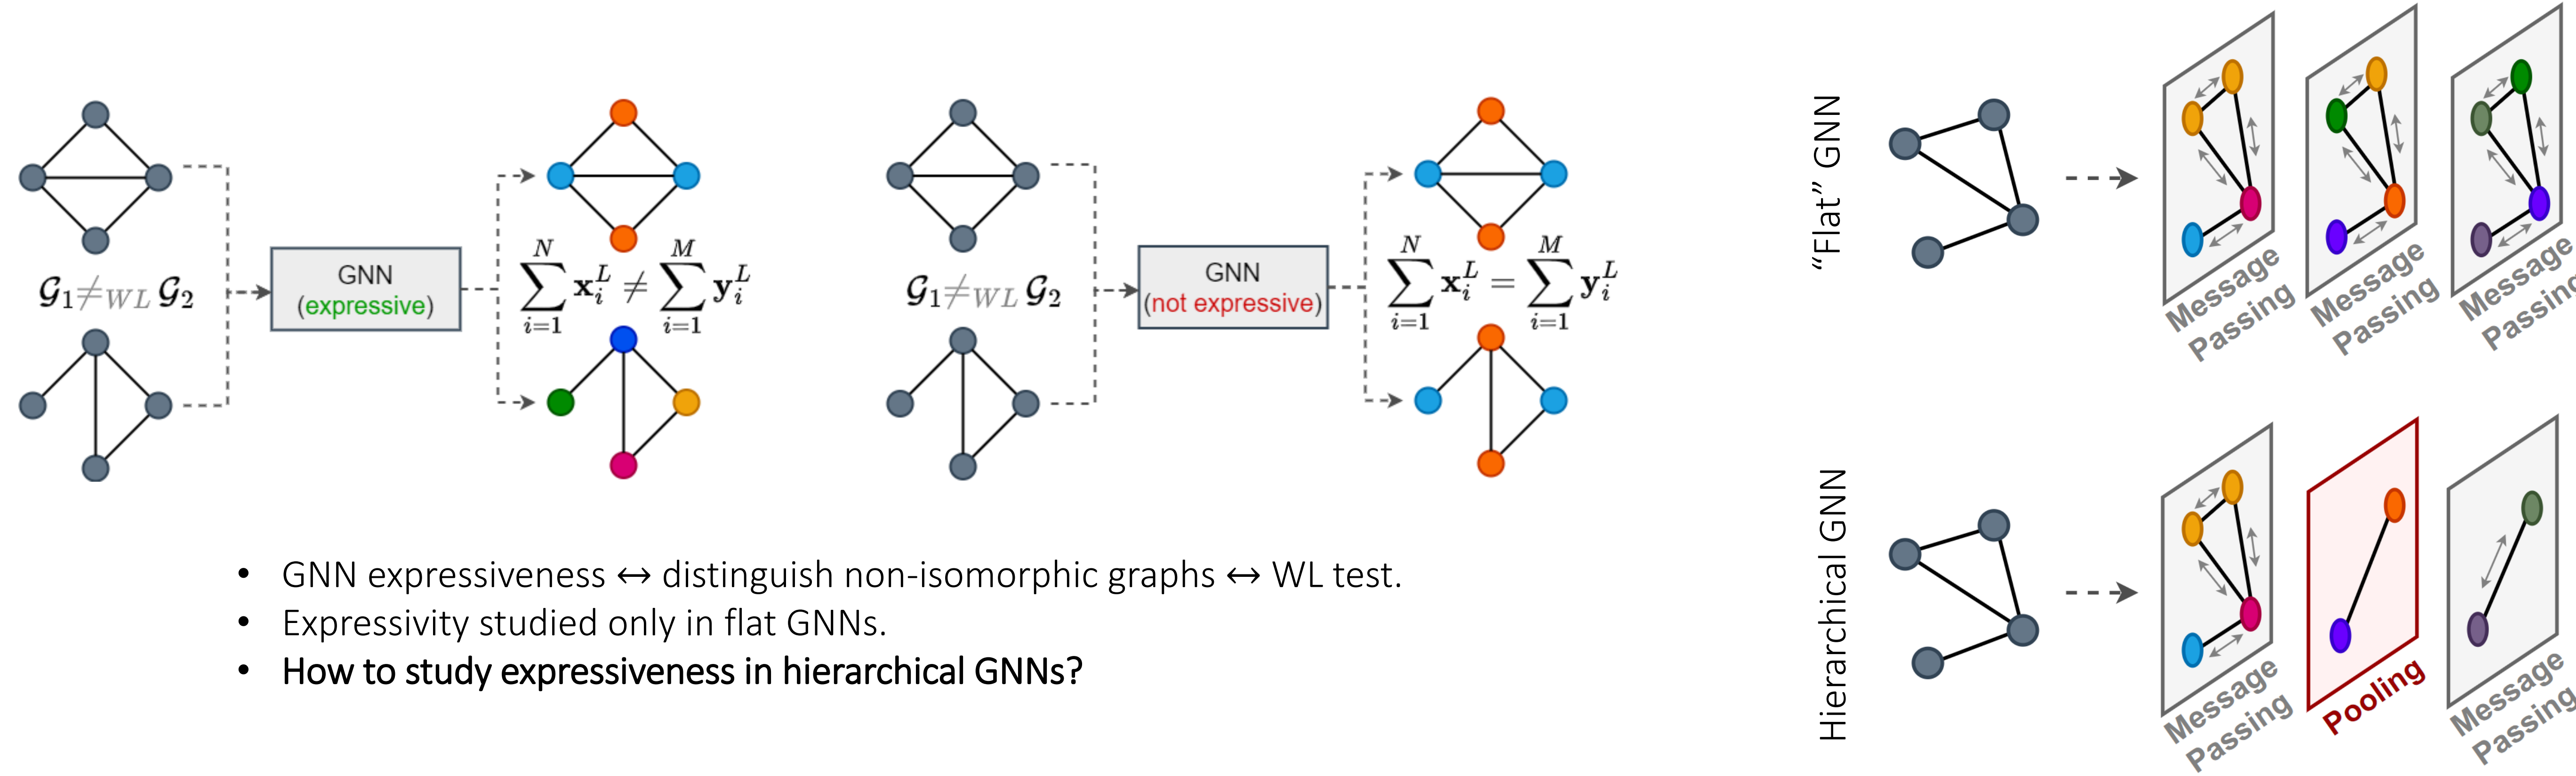 𝒢₁ ≠_WL 𝒢₂
GNN
(expressive)
∑_{i=1}^{N} 𝐱_i^L ≠ ∑_{i=1}^{M} 𝐲_i^L
𝒢₁ ≠_WL 𝒢₂
GNN
(not expressive)
∑_{i=1}^{N} 𝐱_i^L = ∑_{i=1}^{M} 𝐲_i^L
• GNN expressiveness ↔ distinguish non-isomorphic graphs ↔ WL test.
• Expressivity studied only in flat GNNs.
• How to study expressiveness in hierarchical GNNs?
“Flat” GNN
Message
Passing
Message
Passing
Message
Passing
Hierarchical GNN
Message
Passing
Pooling
Message
Passing